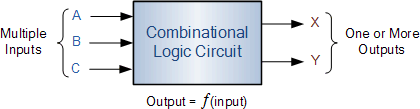 Multiple
Inputs
A
B
C
Combinational
Logic Circuit
X
Y
One or More
Outputs
Output = f(input)